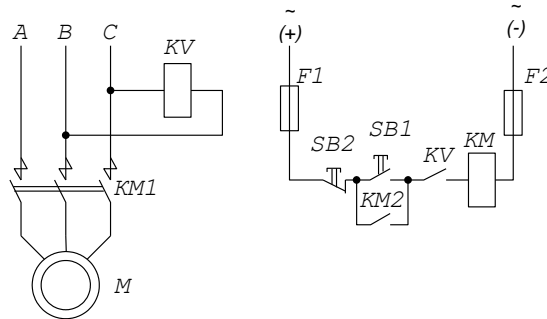 A B C
KV
KM1
M
~ ~
(+) (-)
F1 F2
SB2 SB1 KV KM
KM2